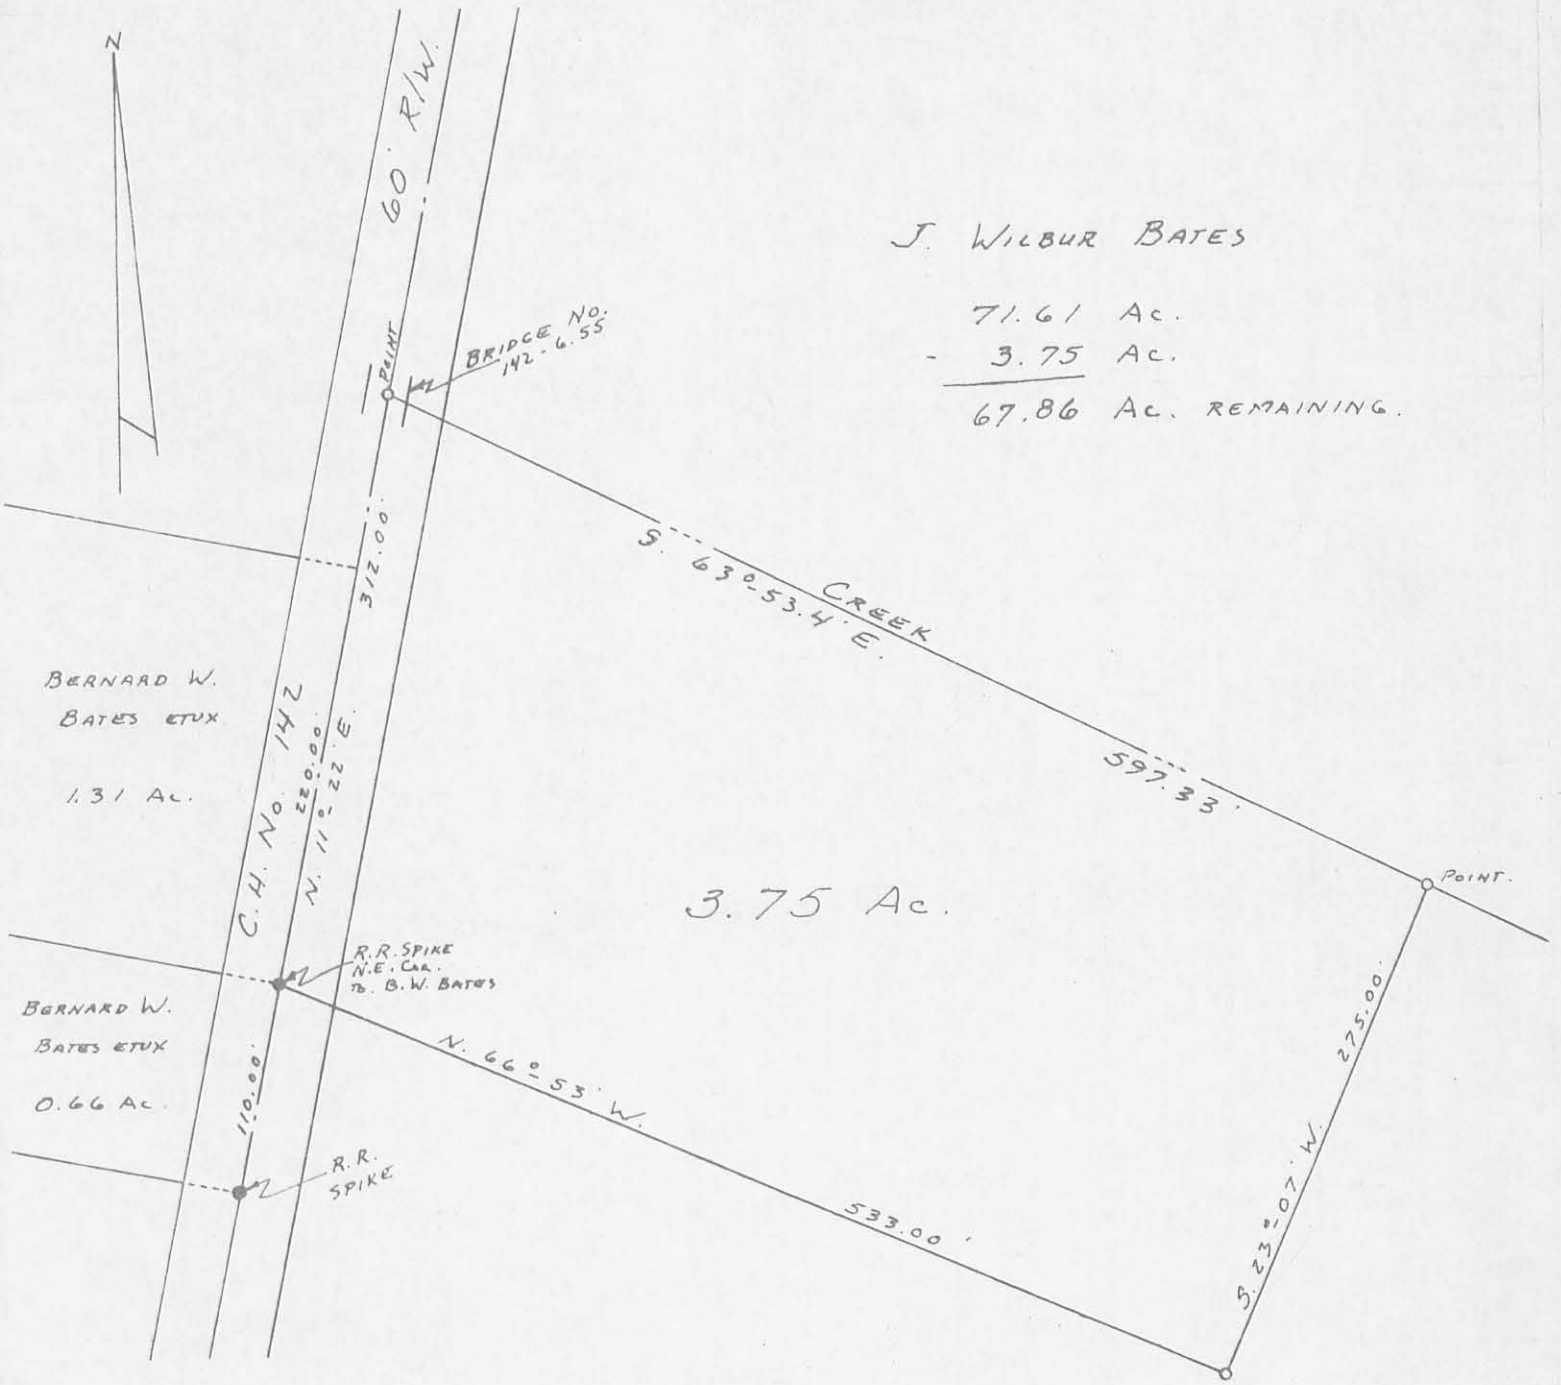 N
60' R/W.
J. WILBUR BATES
71.61 Ac.
- 3.75 Ac.
67.86 Ac. REMAINING.
POINT
BRIDGE NO.
142-6.55
312.00'
S. 63°-53.4' E.
CREEK
597.33'
POINT.
BERNARD W.
BATES ETUX
1.31 Ac.
C.H. No. 142
220.00'
N. 11°-22' E.
3.75 Ac.
R.R. SPIKE
N.E. COR.
TO B.W. BATES
BERNARD W.
BATES ETUX
0.66 Ac.
110.00'
R.R.
SPIKE
N. 66°-53' W.
533.00'
275.00'
S. 23°-07' W.